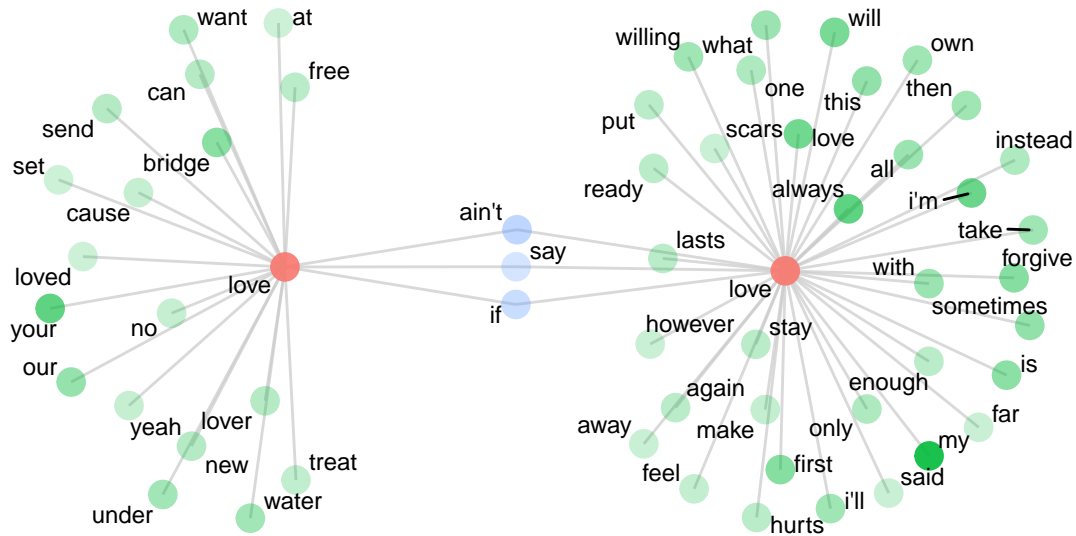 want
at
can
free
send
bridge
set
cause
loved
love
your
no
our
yeah
lover
new
treat
under
water
ain't
say
if
willing
what
will
own
one
this
then
put
scars
love
all
instead
ready
always
i'm
take
lasts
with
forgive
love
sometimes
however
stay
is
again
enough
away
make
only
far
my
feel
first
said
i'll
hurts